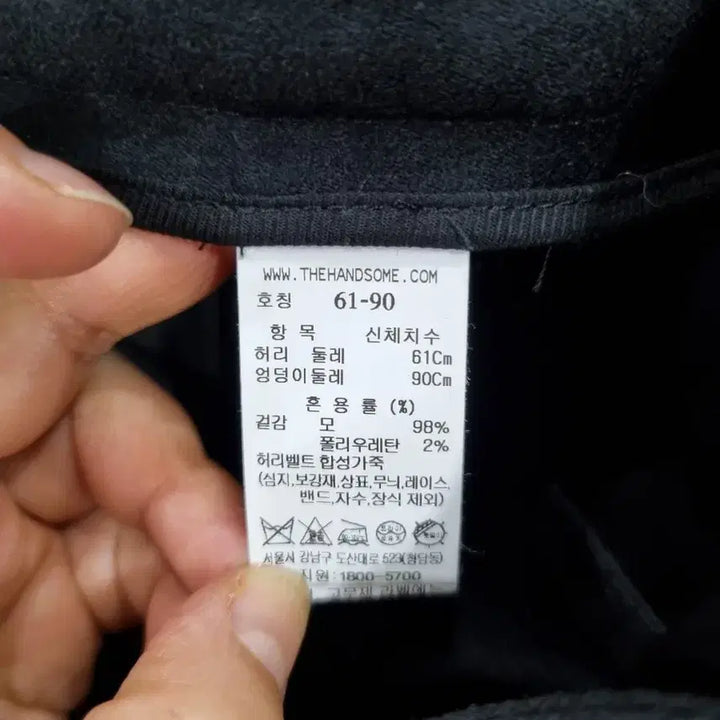 WWW.THEHANDSOME.COM
호칭 61-90
항 목 신체치수
허리 둘레 61Cm
엉덩이둘레 90Cm
혼 용 률 (%)
겉감 모 98%
폴리우레탄 2%
허리벨트 합성가죽
(심지,보강재,상표,무늬,레이스,
밴드,자수,장식 제외)
서울시 강남구 도산대로 523(청담동)
지원: 1800-5700